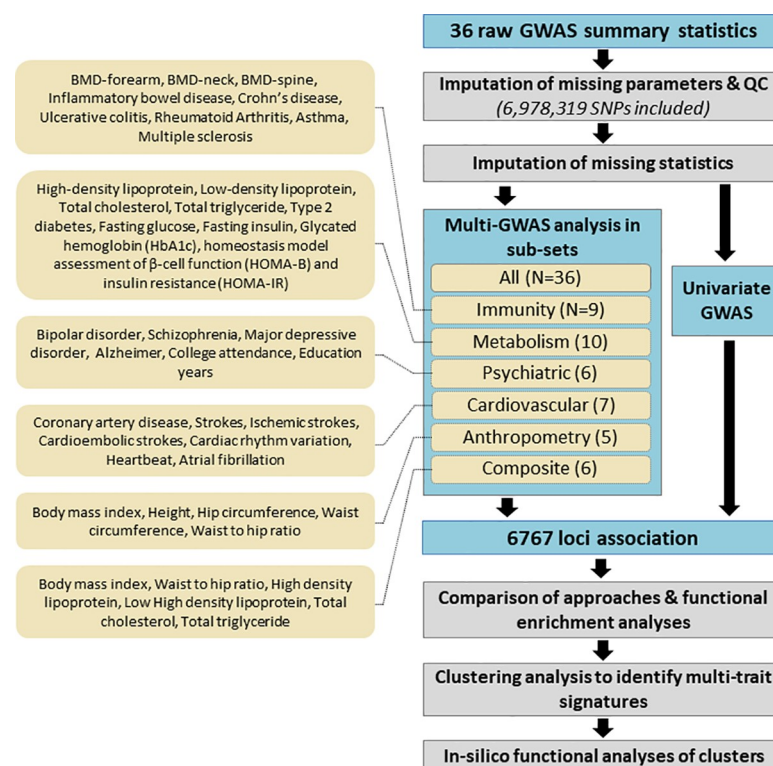 36 raw GWAS summary statistics
Imputation of missing parameters & QC
(6,978,319 SNPs included)
Imputation of missing statistics
Multi-GWAS analysis in
sub-sets
All (N=36)
Immunity (N=9)
Metabolism (10)
Psychiatric (6)
Cardiovascular (7)
Anthropometry (5)
Composite (6)
Univariate
GWAS
BMD-forearm, BMD-neck, BMD-spine,
Inflammatory bowel disease, Crohn's disease,
Ulcerative colitis, Rheumatoid Arthritis, Asthma,
Multiple sclerosis
High-density lipoprotein, Low-density lipoprotein,
Total cholesterol, Total triglyceride, Type 2
diabetes, Fasting glucose, Fasting insulin, Glycated
hemoglobin (HbA1c), homeostasis model
assessment of β-cell function (HOMA-B) and
insulin resistance (HOMA-IR)
Bipolar disorder, Schizophrenia, Major depressive
disorder, Alzheimer, College attendance, Education
years
Coronary artery disease, Strokes, Ischemic strokes,
Cardioembolic strokes, Cardiac rhythm variation,
Heartbeat, Atrial fibrillation
Body mass index, Height, Hip circumference, Waist
circumference, Waist to hip ratio
Body mass index, Waist to hip ratio, High density
lipoprotein, Low High density lipoprotein, Total
cholesterol, Total triglyceride
6767 loci association
Comparison of approaches & functional
enrichment analyses
Clustering analysis to identify multi-trait
signatures
In-silico functional analyses of clusters